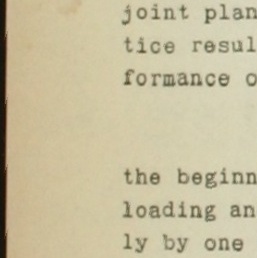 joint plan
tice resul
formance o
the beginn
loading an
ly by one